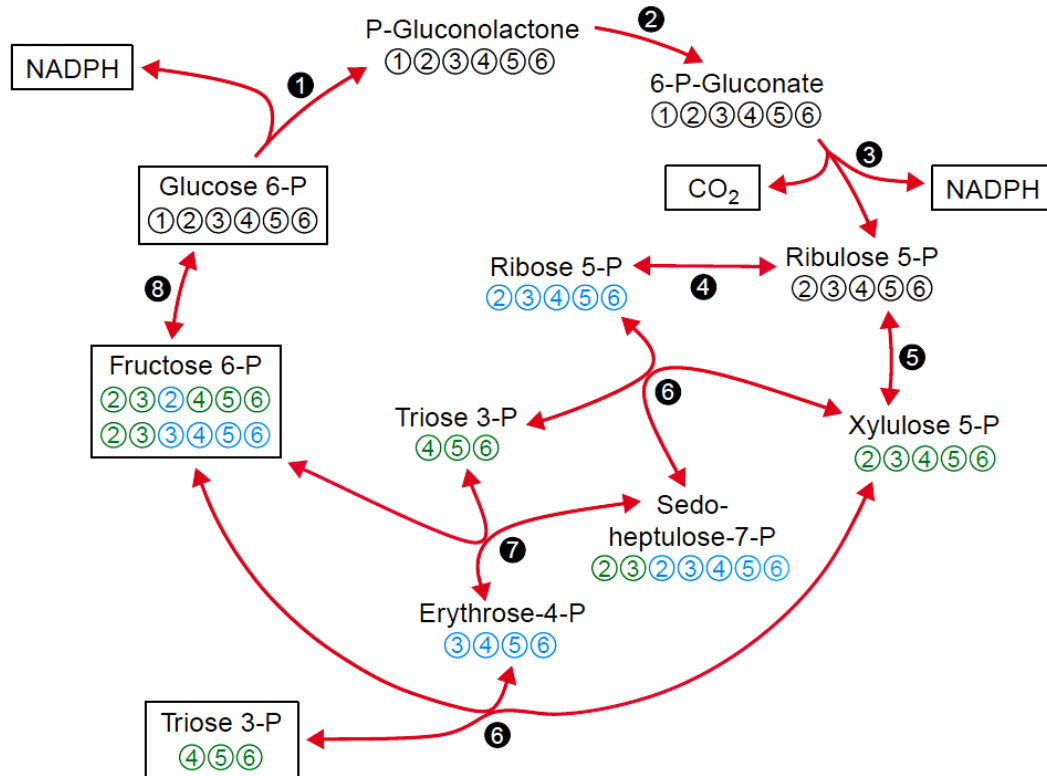 P-Gluconolactone
①②③④⑤⑥
❷
NADPH
❶
6-P-Gluconate
①②③④⑤⑥
❸
CO₂
NADPH
Glucose 6-P
①②③④⑤⑥
Ribose 5-P
②③④⑤⑥
❹
Ribulose 5-P
②③④⑤⑥
❽
❺
Fructose 6-P
②③②④⑤⑥
②③③④⑤⑥
❻
Triose 3-P
④⑤⑥
Xylulose 5-P
②③④⑤⑥
Sedo-
heptulose-7-P
②③②③④⑤⑥
❼
Erythrose-4-P
③④⑤⑥
Triose 3-P
④⑤⑥
❻